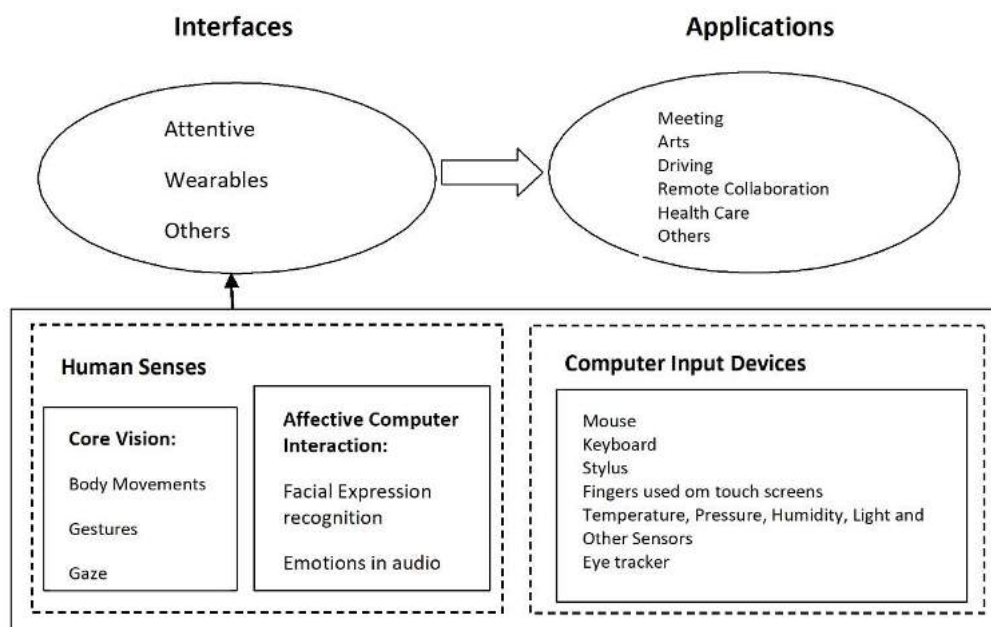 Interfaces
Applications
Attentive
Wearables
Others
Meeting
Arts
Driving
Remote Collaboration
Health Care
Others
Human Senses
Core Vision:
Body Movements
Gestures
Gaze
Affective Computer
Interaction:
Facial Expression
recognition
Emotions in audio
Computer Input Devices
Mouse
Keyboard
Stylus
Fingers used om touch screens
Temperature, Pressure, Humidity, Light and
Other Sensors
Eye tracker